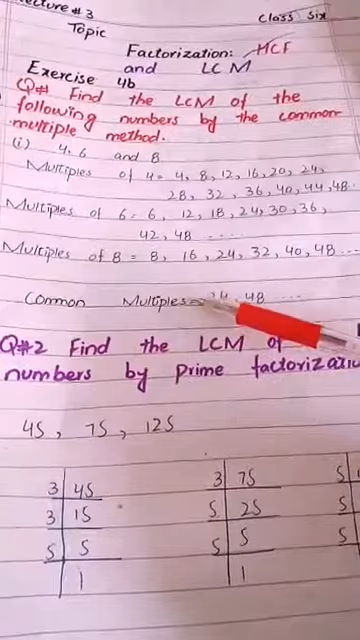 Lecture #3
Class Six
Topic
Factorization: HCF
and LCM
Exercise 4b
Q# Find the LCM of the
following numbers by the common
multiple method.
(i) 4, 6 and 8
Multiples of 4 = 4, 8, 12, 16, 20, 24,
28, 32, 36, 40, 44, 48...
Multiples of 6 = 6, 12, 18, 24, 30, 36,
42, 48 ....
Multiples of 8 = 8, 16, 24, 32, 40, 48...
Common Multiples = 24, 48 ...
Q#2 Find the LCM of
numbers by prime factorization
45, 75, 125
3 45 3 75 5
3 15 5 25 5
5 5 5 5 5
1 1